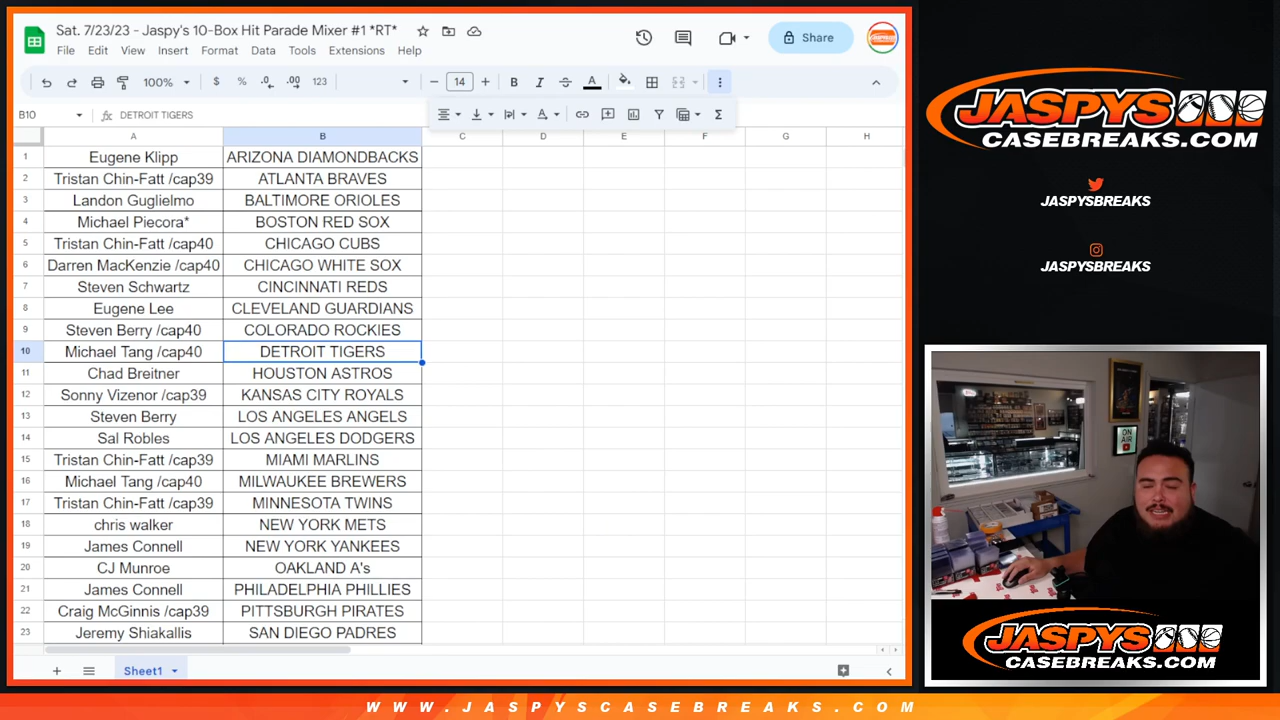 Sat. 7/23/23 - Jaspy's 10-Box Hit Parade Mixer #1 *RT*
File Edit View Insert Format Data Tools Extensions Help
Share
100% $ % .0 .00 123 14 B I A
B10 fx DETROIT TIGERS
A B C D E F G H
1 Eugene Klipp ARIZONA DIAMONDBACKS
2 Tristan Chin-Fatt /cap39 ATLANTA BRAVES
3 Landon Guglielmo BALTIMORE ORIOLES
4 Michael Piecora* BOSTON RED SOX
5 Tristan Chin-Fatt /cap40 CHICAGO CUBS
6 Darren MacKenzie /cap40 CHICAGO WHITE SOX
7 Steven Schwartz CINCINNATI REDS
8 Eugene Lee CLEVELAND GUARDIANS
9 Steven Berry /cap40 COLORADO ROCKIES
10 Michael Tang /cap40 DETROIT TIGERS
11 Chad Breitner HOUSTON ASTROS
12 Sonny Vizenor /cap39 KANSAS CITY ROYALS
13 Steven Berry LOS ANGELES ANGELS
14 Sal Robles LOS ANGELES DODGERS
15 Tristan Chin-Fatt /cap39 MIAMI MARLINS
16 Michael Tang /cap40 MILWAUKEE BREWERS
17 Tristan Chin-Fatt /cap39 MINNESOTA TWINS
18 chris walker NEW YORK METS
19 James Connell NEW YORK YANKEES
20 CJ Munroe OAKLAND A's
21 James Connell PHILADELPHIA PHILLIES
22 Craig McGinnis /cap39 PITTSBURGH PIRATES
23 Jeremy Shiakallis SAN DIEGO PADRES
Sheet1
JASPYS
CASEBREAKS.COM
JASPYSBREAKS
JASPYSBREAKS
ON
AIR
JASPYS
CASEBREAKS.COM
WWW.JASPYSCASEBREAKS.COM